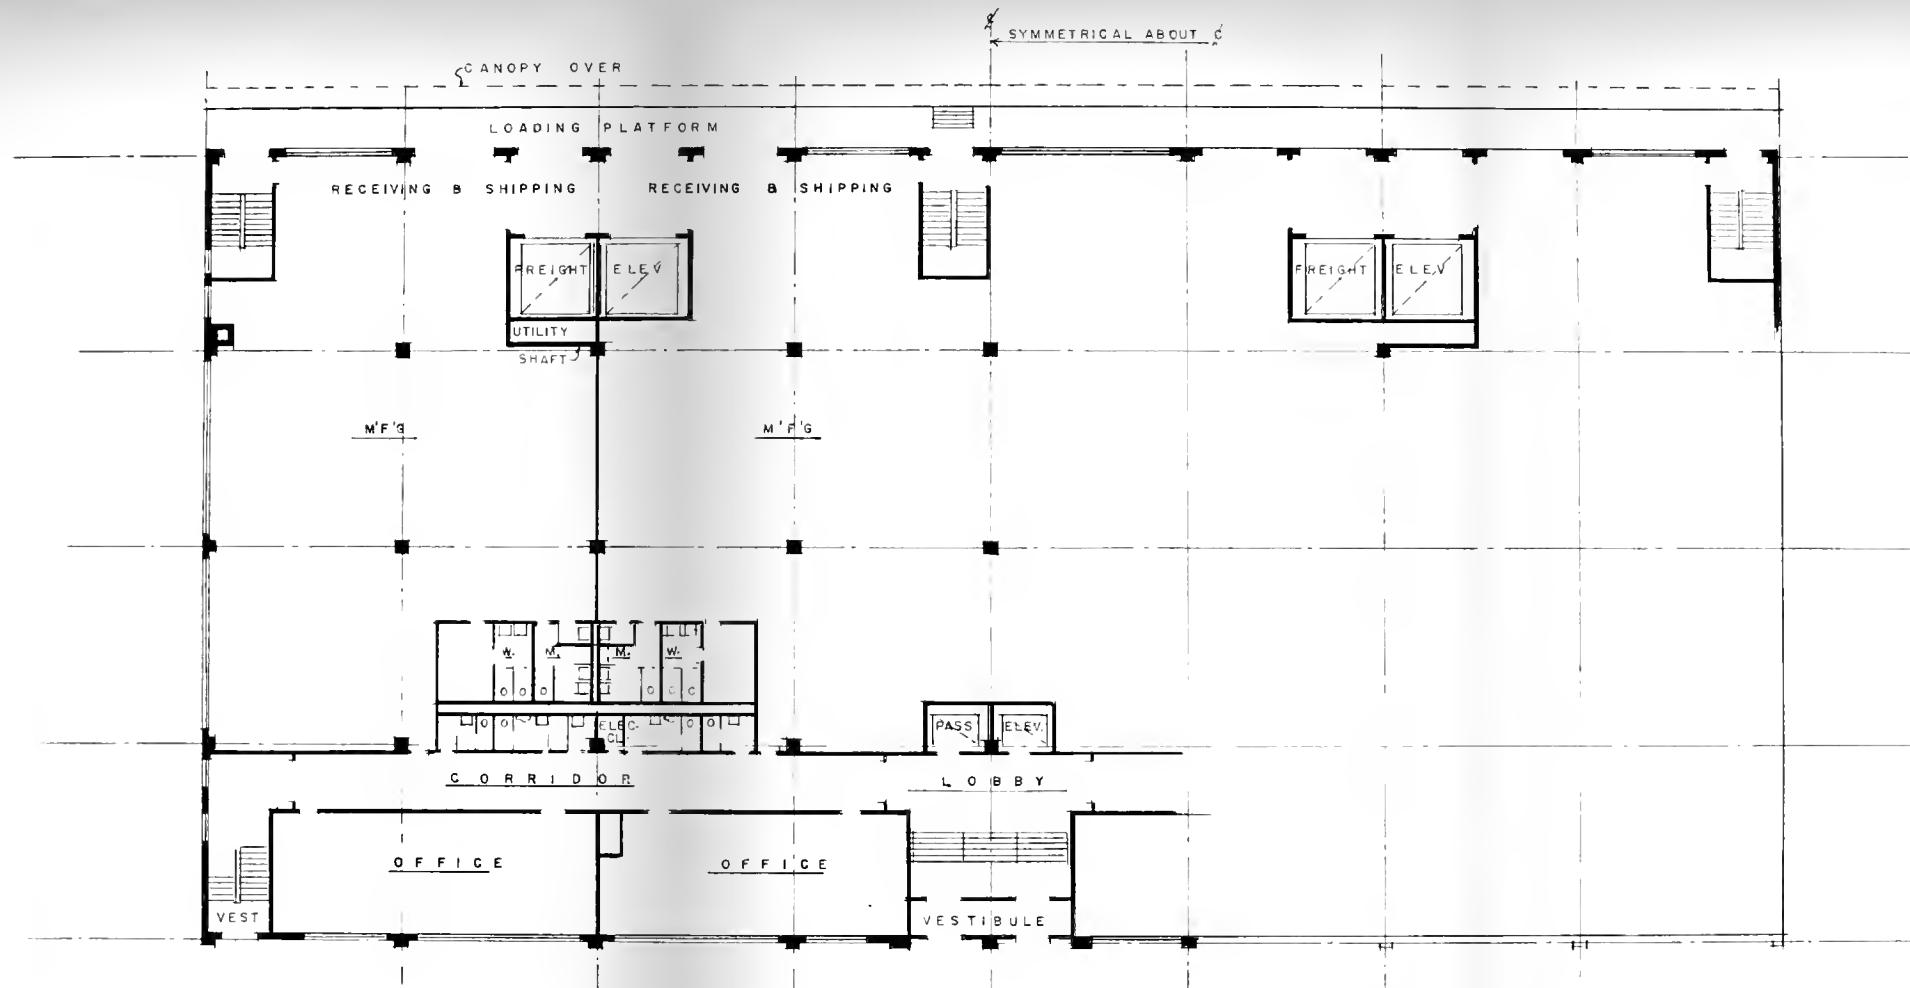 SYMMETRICAL ABOUT ℄
CANOPY OVER
LOADING PLATFORM
RECEIVING & SHIPPING
RECEIVING & SHIPPING
FREIGHT ELEV
FREIGHT ELEV
UTILITY
SHAFT
M'F'G
M'F'G
W. M. M. W.
ELEC.
CL.
PASS ELEV.
CORRIDOR
LOBBY
OFFICE
OFFICE
VEST
VESTIBULE